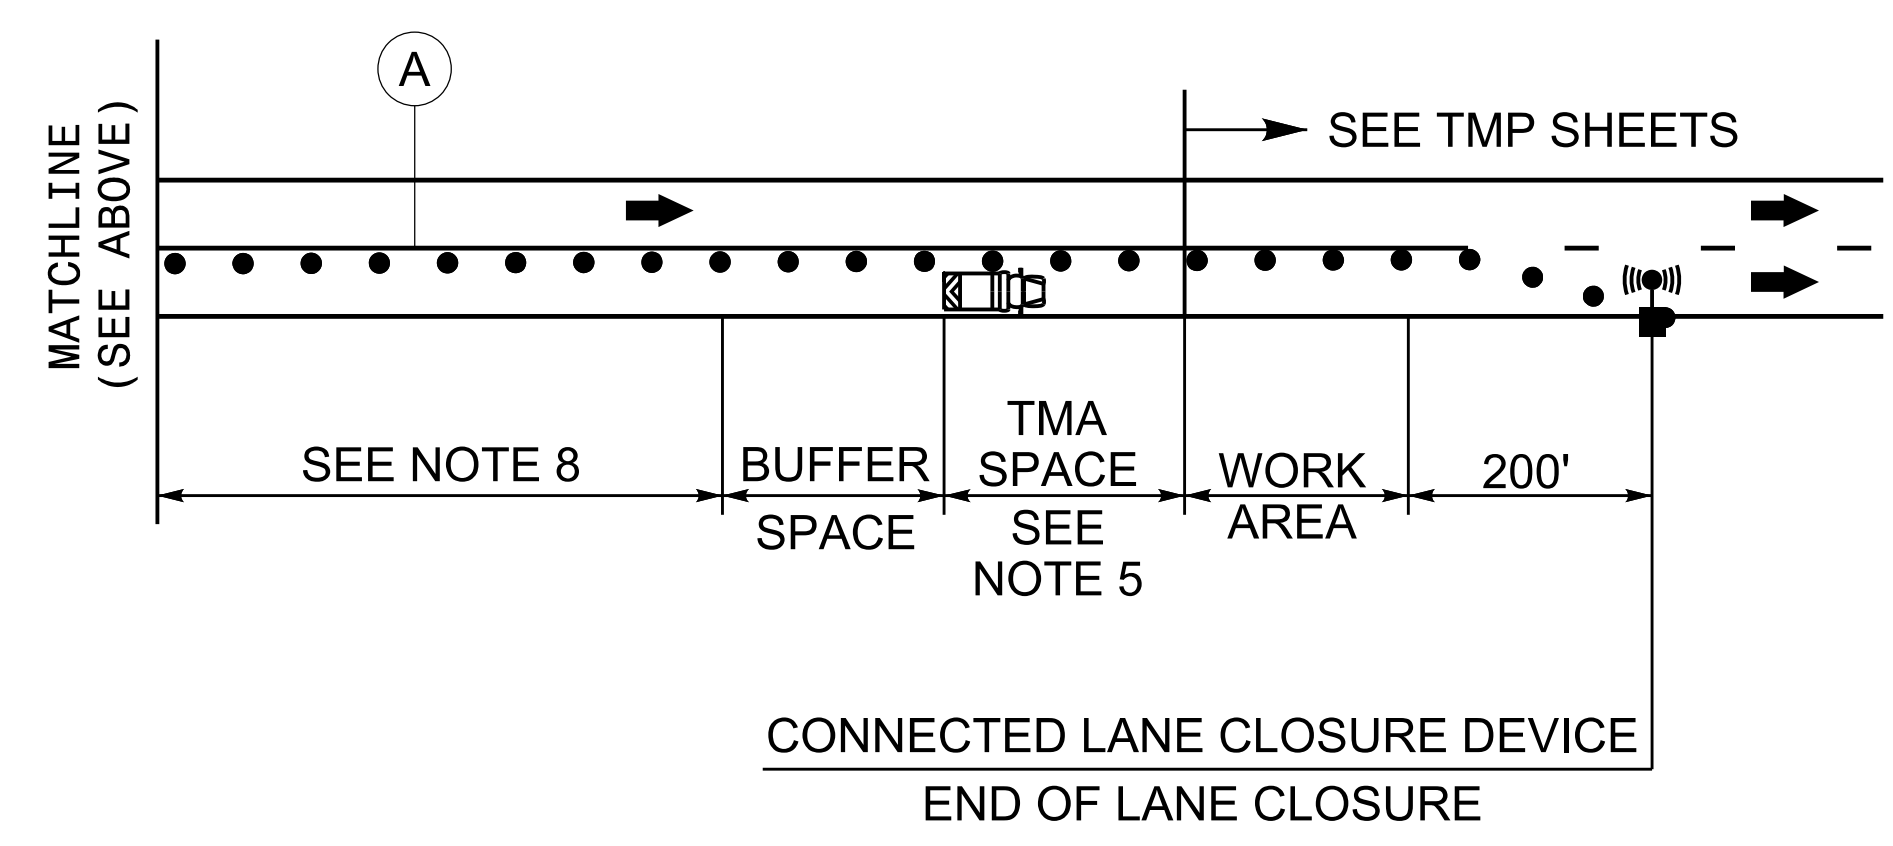 MATCHLINE
(SEE ABOVE)
A
SEE TMP SHEETS
SEE NOTE 8
BUFFER
SPACE
TMA
SPACE
SEE
NOTE 5
WORK
AREA
200'
CONNECTED LANE CLOSURE DEVICE
END OF LANE CLOSURE